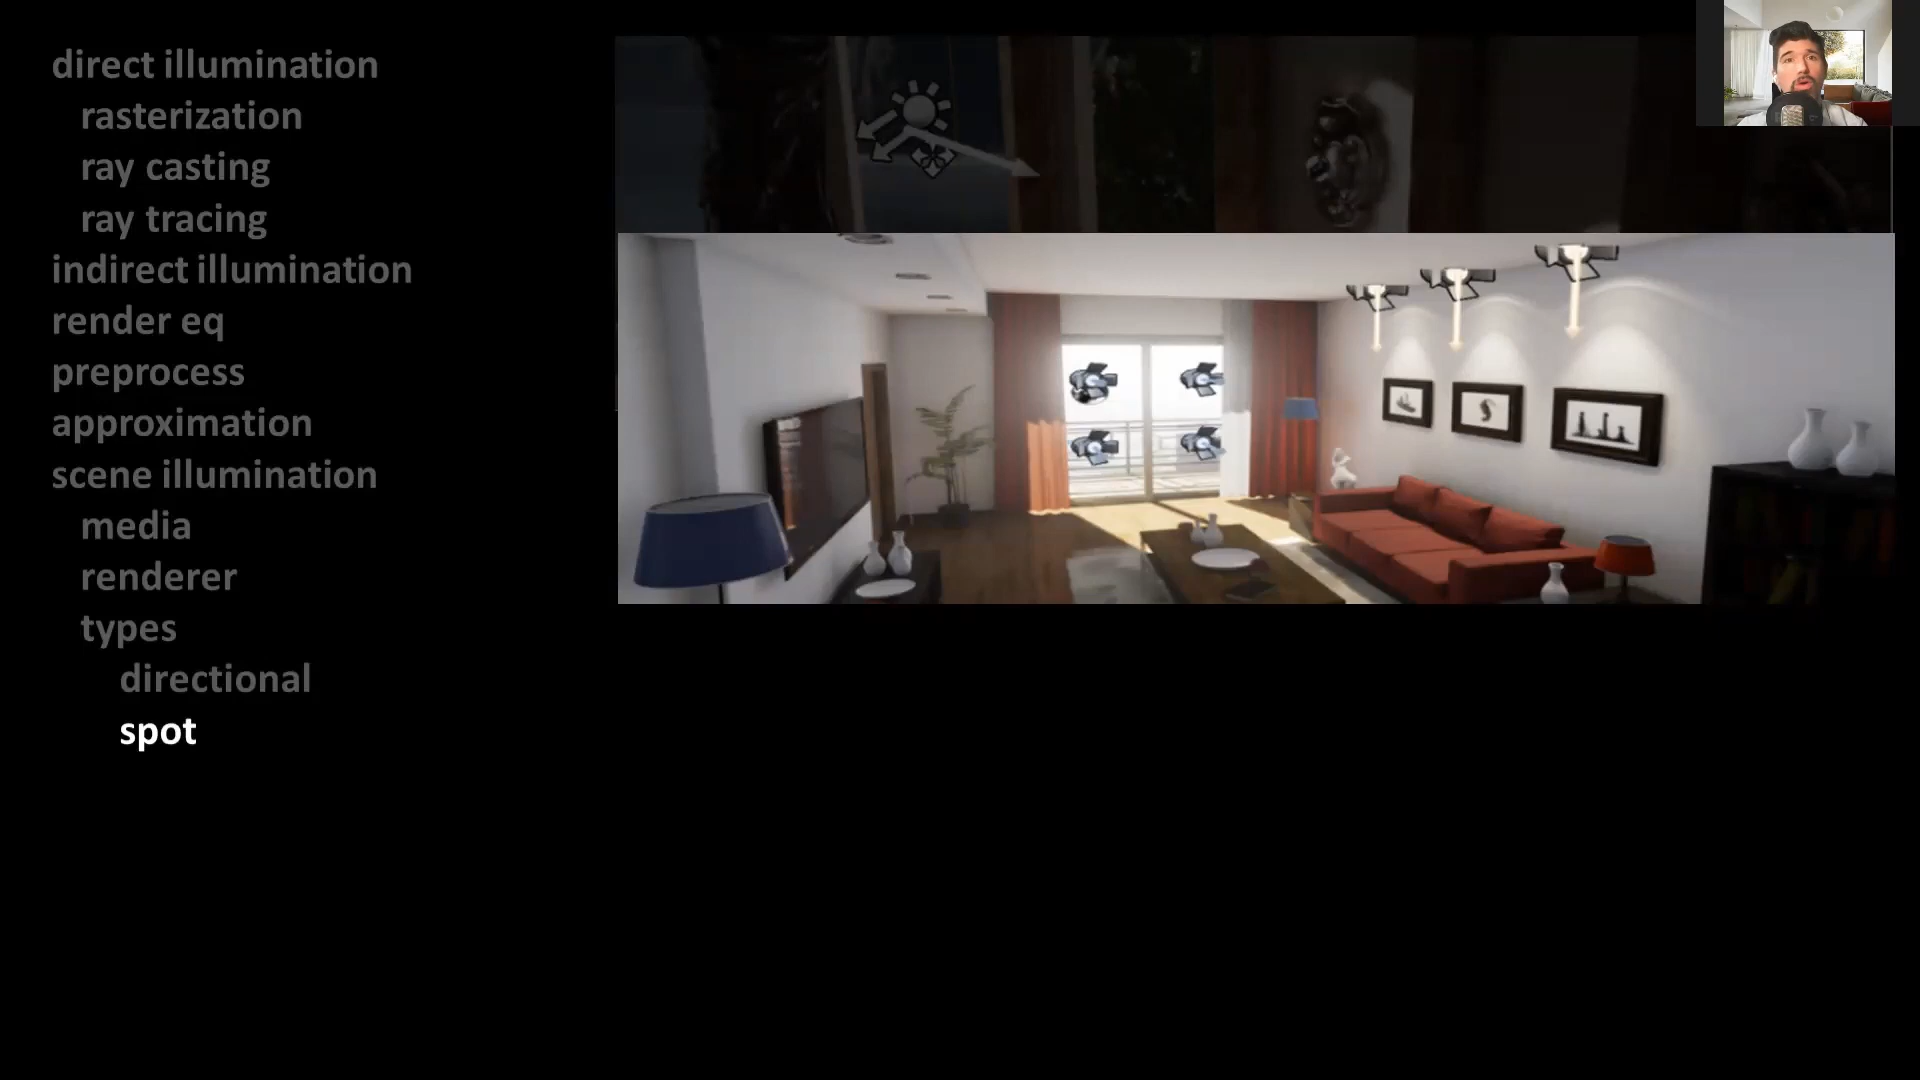 direct illumination
rasterization
ray casting
ray tracing
indirect illumination
render eq
preprocess
approximation
scene illumination
media
renderer
types
directional
spot